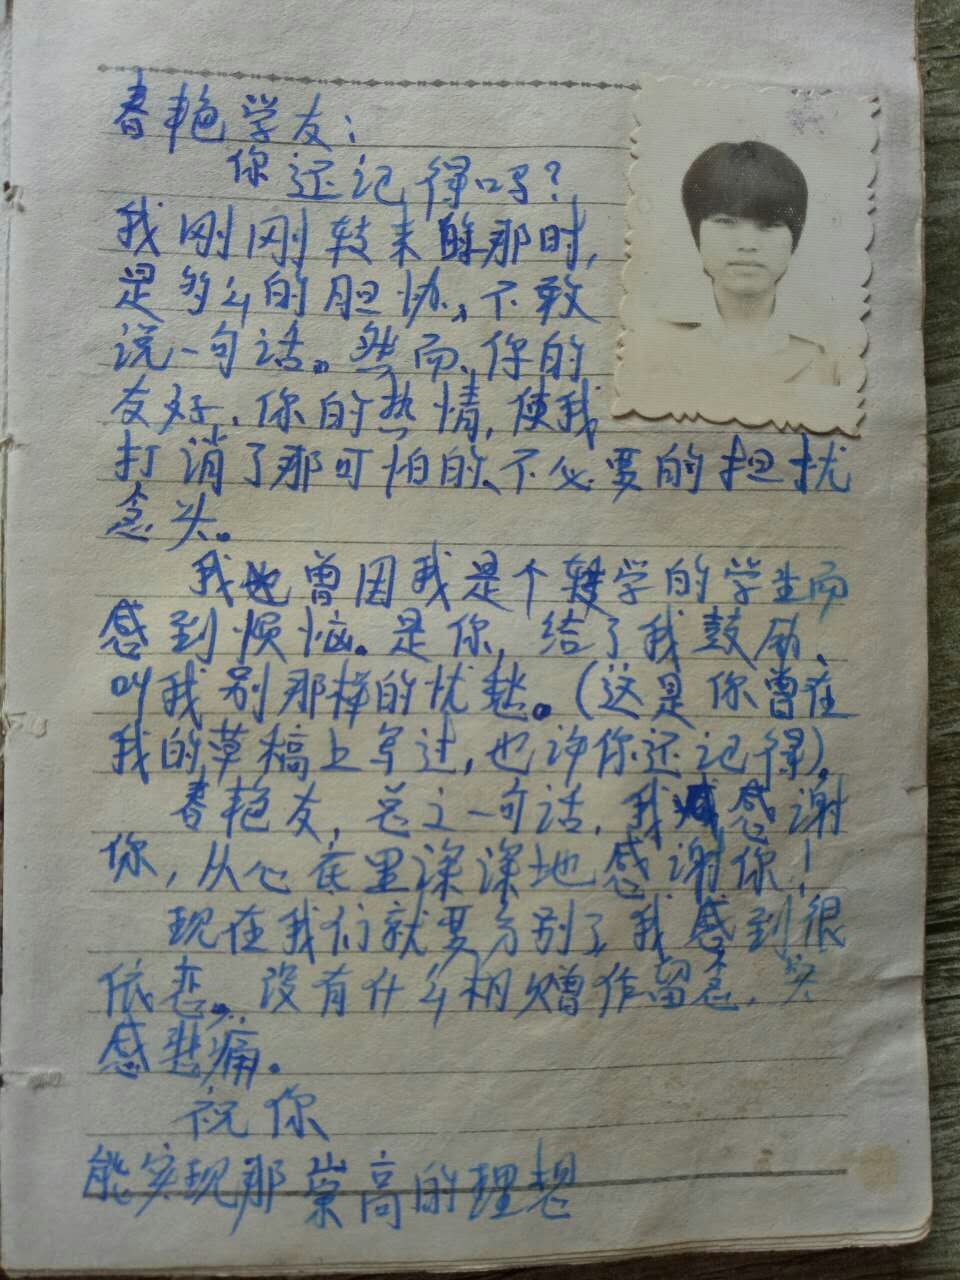 春艳学友：
你还记得吗？
我刚刚转来的那时，
是多么的胆怯、不敢
说一句话。然而、你的
友好、你的热情，使我
打消了那可怕的、不必要的担扰
念头。
我也曾因我是个转学的学生而
感到烦恼。是你，给了我鼓励、
叫我别那样的忧愁。（这是你曾在
我的草稿上写过，也许你还记得）。
春艳友，总之一句话，我感谢
你，从心底里深深地感谢你！
现在我们就要分别了，我感到很
依恋。没有什么相赠作留念，实
感悲痛。
祝你
能实现那崇高的理想